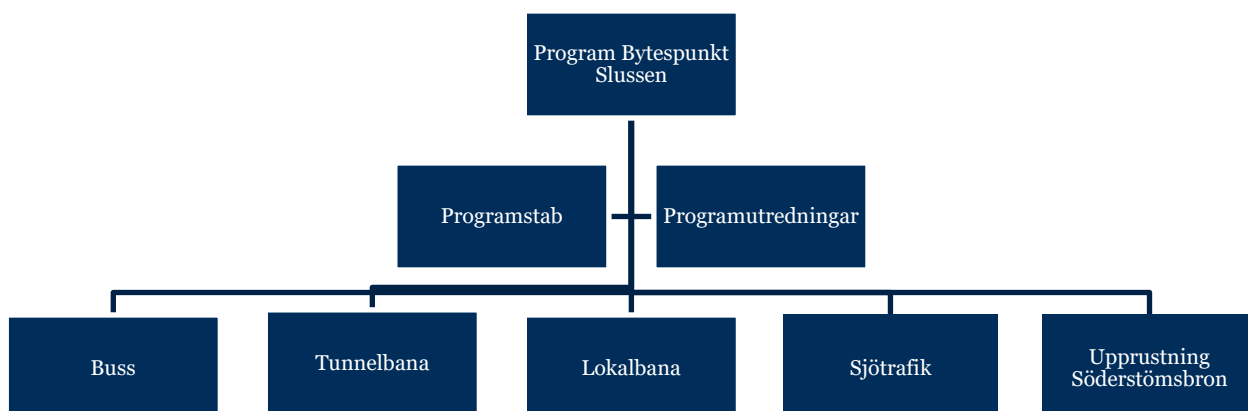 Program Bytespunkt
Slussen
Programstab
Programutredningar
Buss
Tunnelbana
Lokalbana
Sjötrafik
Upprustning
Söderstömsbron